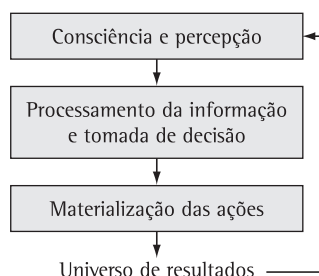 Consciência e percepção
Processamento da informação
e tomada de decisão
Materialização das ações
Universo de resultados